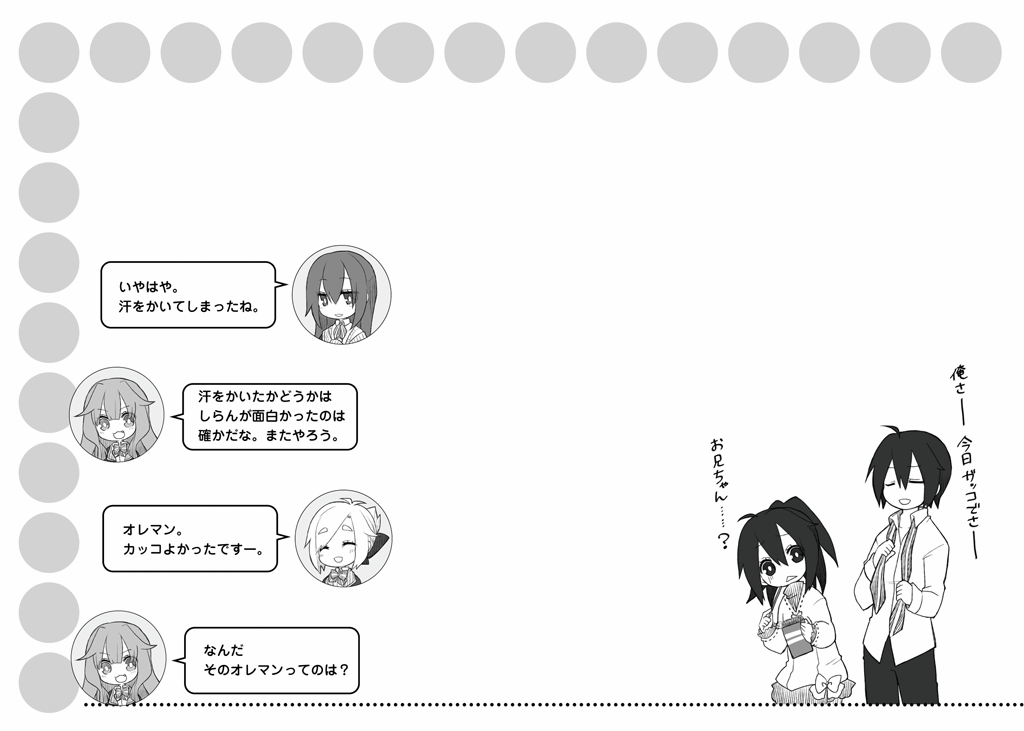 いやはや。
汗をかいてしまったね。
汗をかいたかどうかは
しらんが面白かったのは
確かだな。またやろう。
オレマン。
カッコよかったですー。
なんだ
そのオレマンってのは？
俺さー
今日ガッコでさー
お兄ちゃん……？